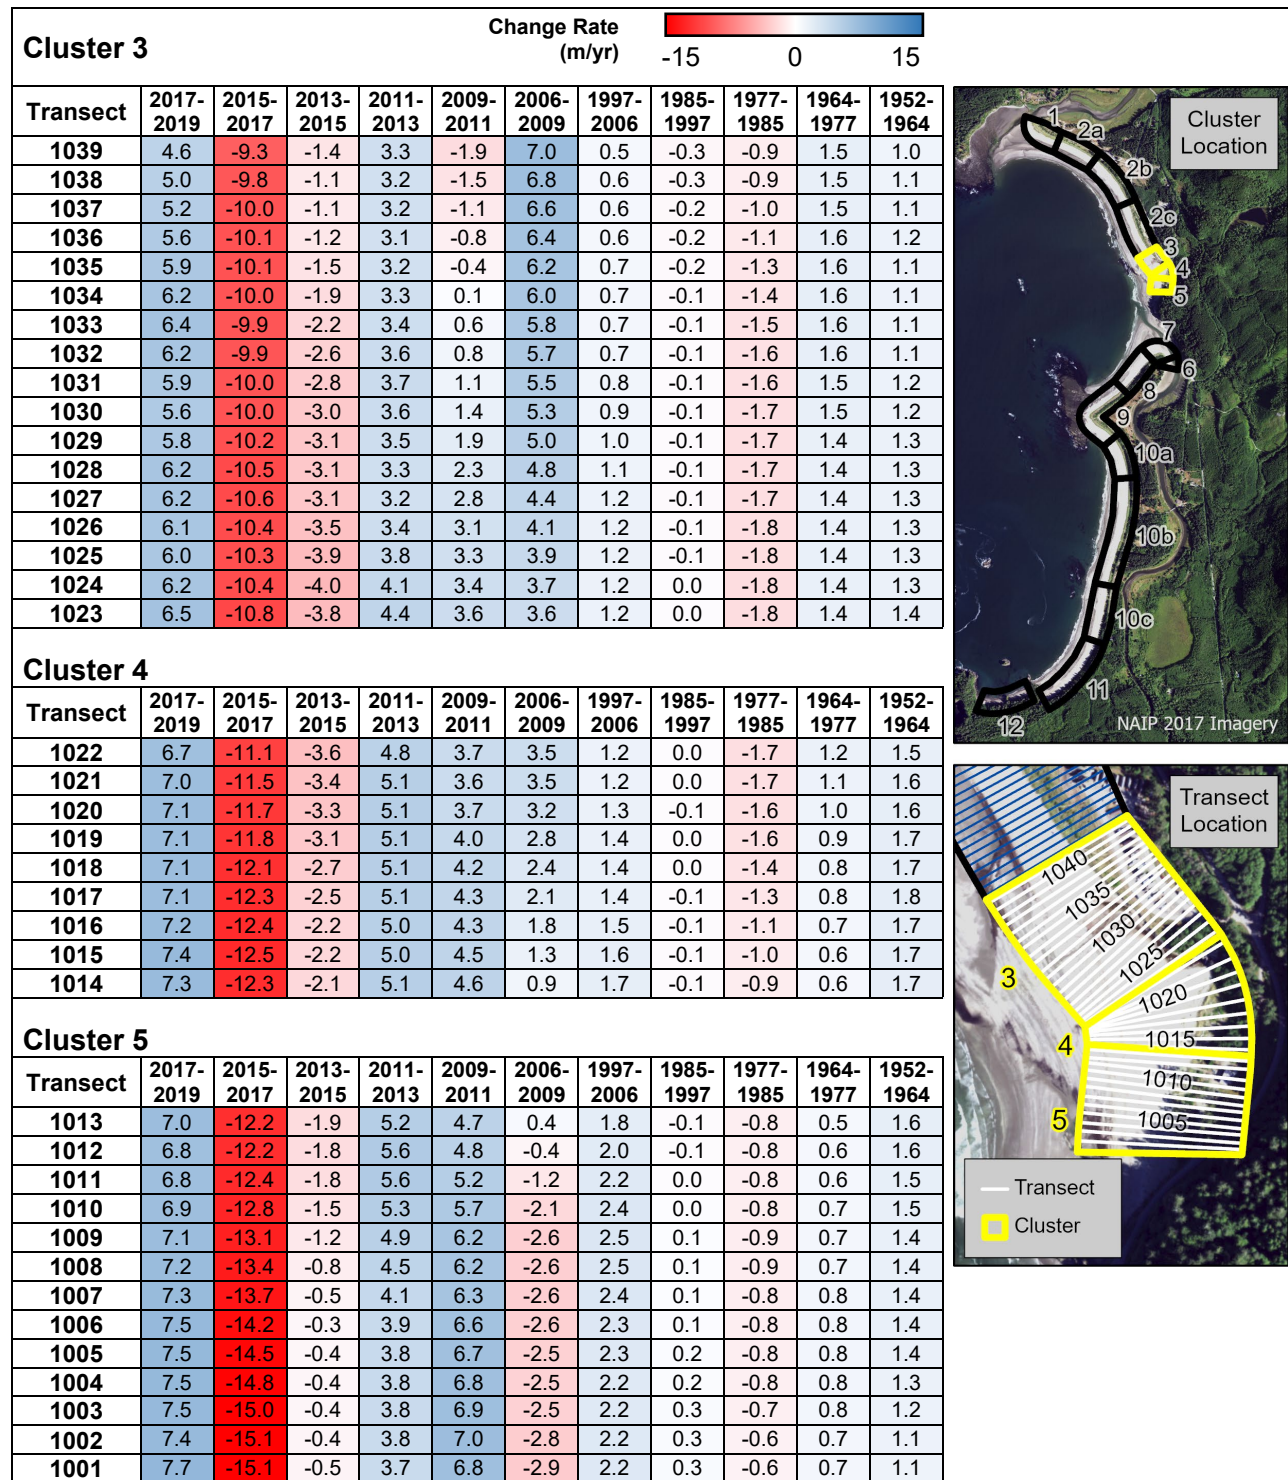 Cluster 3
Change Rate
(m/yr)
-15 0 15
Transect 2017-2019 2015-2017 2013-2015 2011-2013 2009-2011 2006-2009 1997-2006 1985-1997 1977-1985 1964-1977 1952-1964
1039 4.6 -9.3 -1.4 3.3 -1.9 7.0 0.5 -0.3 -0.9 1.5 1.0
1038 5.0 -9.8 -1.1 3.2 -1.5 6.8 0.6 -0.3 -0.9 1.5 1.1
1037 5.2 -10.0 -1.1 3.2 -1.1 6.6 0.6 -0.2 -1.0 1.5 1.1
1036 5.6 -10.1 -1.2 3.1 -0.8 6.4 0.6 -0.2 -1.1 1.6 1.2
1035 5.9 -10.1 -1.5 3.2 -0.4 6.2 0.7 -0.2 -1.3 1.6 1.1
1034 6.2 -10.0 -1.9 3.3 0.1 6.0 0.7 -0.1 -1.4 1.6 1.1
1033 6.4 -9.9 -2.2 3.4 0.6 5.8 0.7 -0.1 -1.5 1.6 1.1
1032 6.2 -9.9 -2.6 3.6 0.8 5.7 0.7 -0.1 -1.6 1.6 1.1
1031 5.9 -10.0 -2.8 3.7 1.1 5.5 0.8 -0.1 -1.6 1.5 1.2
1030 5.6 -10.0 -3.0 3.6 1.4 5.3 0.9 -0.1 -1.7 1.5 1.2
1029 5.8 -10.2 -3.1 3.5 1.9 5.0 1.0 -0.1 -1.7 1.4 1.3
1028 6.2 -10.5 -3.1 3.3 2.3 4.8 1.1 -0.1 -1.7 1.4 1.3
1027 6.2 -10.6 -3.1 3.2 2.8 4.4 1.2 -0.1 -1.7 1.4 1.3
1026 6.1 -10.4 -3.5 3.4 3.1 4.1 1.2 -0.1 -1.8 1.4 1.3
1025 6.0 -10.3 -3.9 3.8 3.3 3.9 1.2 -0.1 -1.8 1.4 1.3
1024 6.2 -10.4 -4.0 4.1 3.4 3.7 1.2 0.0 -1.8 1.4 1.3
1023 6.5 -10.8 -3.8 4.4 3.6 3.6 1.2 0.0 -1.8 1.4 1.4
Cluster 4
Transect 2017-2019 2015-2017 2013-2015 2011-2013 2009-2011 2006-2009 1997-2006 1985-1997 1977-1985 1964-1977 1952-1964
1022 6.7 -11.1 -3.6 4.8 3.7 3.5 1.2 0.0 -1.7 1.2 1.5
1021 7.0 -11.5 -3.4 5.1 3.6 3.5 1.2 0.0 -1.7 1.1 1.6
1020 7.1 -11.7 -3.3 5.1 3.7 3.2 1.3 -0.1 -1.6 1.0 1.6
1019 7.1 -11.8 -3.1 5.1 4.0 2.8 1.4 0.0 -1.6 0.9 1.7
1018 7.1 -12.1 -2.7 5.1 4.2 2.4 1.4 0.0 -1.4 0.8 1.7
1017 7.1 -12.3 -2.5 5.1 4.3 2.1 1.4 -0.1 -1.3 0.8 1.8
1016 7.2 -12.4 -2.2 5.0 4.3 1.8 1.5 -0.1 -1.1 0.7 1.7
1015 7.4 -12.5 -2.2 5.0 4.5 1.3 1.6 -0.1 -1.0 0.6 1.7
1014 7.3 -12.3 -2.1 5.1 4.6 0.9 1.7 -0.1 -0.9 0.6 1.7
Cluster 5
Transect 2017-2019 2015-2017 2013-2015 2011-2013 2009-2011 2006-2009 1997-2006 1985-1997 1977-1985 1964-1977 1952-1964
1013 7.0 -12.2 -1.9 5.2 4.7 0.4 1.8 -0.1 -0.8 0.5 1.6
1012 6.8 -12.2 -1.8 5.6 4.8 -0.4 2.0 -0.1 -0.8 0.6 1.6
1011 6.8 -12.4 -1.8 5.6 5.2 -1.2 2.2 0.0 -0.8 0.6 1.5
1010 6.9 -12.8 -1.5 5.3 5.7 -2.1 2.4 0.0 -0.8 0.7 1.5
1009 7.1 -13.1 -1.2 4.9 6.2 -2.6 2.5 0.1 -0.9 0.7 1.4
1008 7.2 -13.4 -0.8 4.5 6.2 -2.6 2.5 0.1 -0.9 0.7 1.4
1007 7.3 -13.7 -0.5 4.1 6.3 -2.6 2.4 0.1 -0.8 0.8 1.4
1006 7.5 -14.2 -0.3 3.9 6.6 -2.6 2.3 0.1 -0.8 0.8 1.4
1005 7.5 -14.5 -0.4 3.8 6.7 -2.5 2.3 0.2 -0.8 0.8 1.4
1004 7.5 -14.8 -0.4 3.8 6.8 -2.5 2.2 0.2 -0.8 0.8 1.3
1003 7.5 -15.0 -0.4 3.8 6.9 -2.5 2.2 0.3 -0.7 0.8 1.2
1002 7.4 -15.1 -0.4 3.8 7.0 -2.8 2.2 0.3 -0.6 0.7 1.1
1001 7.7 -15.1 -0.5 3.7 6.8 -2.9 2.2 0.3 -0.6 0.7 1.1
Cluster
Location
1
2a
2b
2c
3
4
5
7
6
8
9
10a
10b
10c
11
12
NAIP 2017 Imagery
Transect
Location
1040
1035
1030
1025
3
1020
4
1015
1010
5
1005
Transect
Cluster